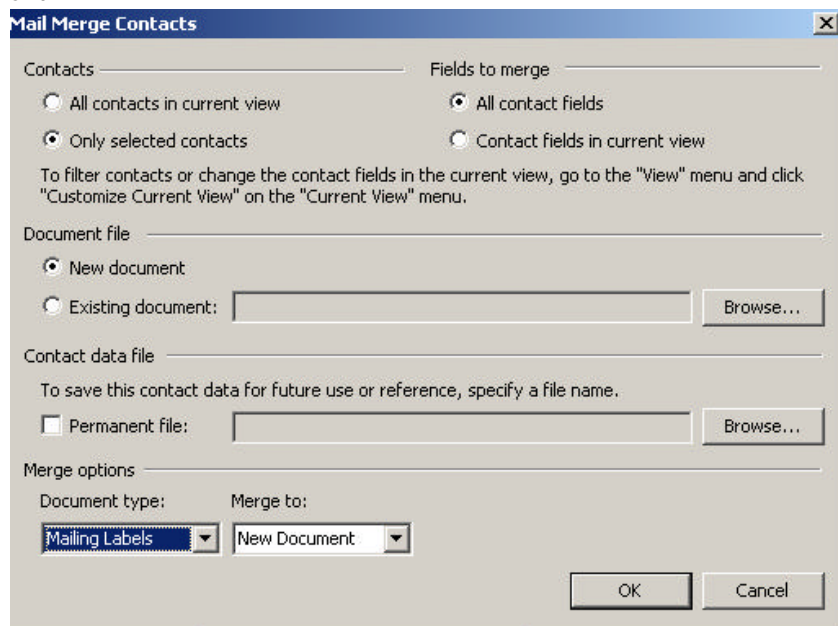 Mail Merge Contacts
Contacts
Fields to merge
All contacts in current view
All contact fields
Only selected contacts
Contact fields in current view
To filter contacts or change the contact fields in the current view, go to the "View" menu and click
"Customize Current View" on the "Current View" menu.
Document file
New document
Existing document:
Browse...
Contact data file
To save this contact data for future use or reference, specify a file name.
Permanent file:
Browse...
Merge options
Document type:
Merge to:
Mailing Labels
New Document
OK
Cancel